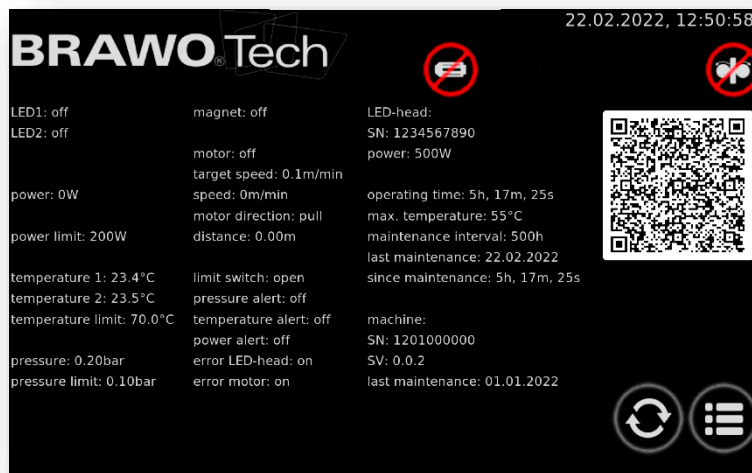 22.02.2022, 12:50:58
BRAWO® Tech
LED1: off
LED2: off
power: 0W
power limit: 200W
temperature 1: 23.4°C
temperature 2: 23.5°C
temperature limit: 70.0°C
pressure: 0.20bar
pressure limit: 0.10bar
magnet: off
motor: off
target speed: 0.1m/min
speed: 0m/min
motor direction: pull
distance: 0.00m
limit switch: open
pressure alert: off
temperature alert: off
power alert: off
error LED-head: on
error motor: on
LED-head:
SN: 1234567890
power: 500W
operating time: 5h, 17m, 25s
max. temperature: 55°C
maintenance interval: 500h
last maintenance: 22.02.2022
since maintenance: 5h, 17m, 25s
machine:
SN: 1201000000
SV: 0.0.2
last maintenance: 01.01.2022